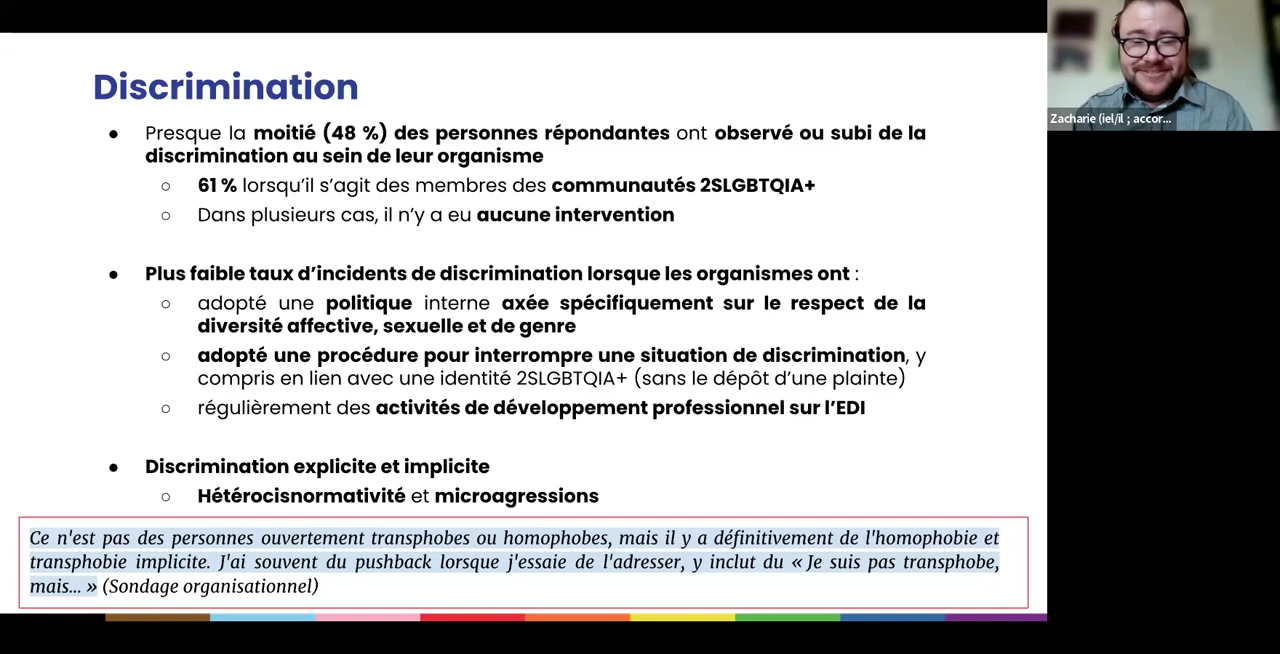 Discrimination
● Presque la moitié (48 %) des personnes répondantes ont observé ou subi de la
discrimination au sein de leur organisme
○ 61 % lorsqu’il s’agit des membres des communautés 2SLGBTQIA+
○ Dans plusieurs cas, il n’y a eu aucune intervention
● Plus faible taux d’incidents de discrimination lorsque les organismes ont :
○ adopté une politique interne axée spécifiquement sur le respect de la
diversité affective, sexuelle et de genre
○ adopté une procédure pour interrompre une situation de discrimination, y
compris en lien avec une identité 2SLGBTQIA+ (sans le dépôt d’une plainte)
○ régulièrement des activités de développement professionnel sur l’EDI
● Discrimination explicite et implicite
○ Hétérocisnormativité et microagressions
Ce n'est pas des personnes ouvertement transphobes ou homophobes, mais il y a définitivement de l'homophobie et
transphobie implicite. J'ai souvent du pushback lorsque j'essaie de l'adresser, y inclut du « Je suis pas transphobe,
mais... » (Sondage organisationnel)
Zacharie (iel/il ; accor...